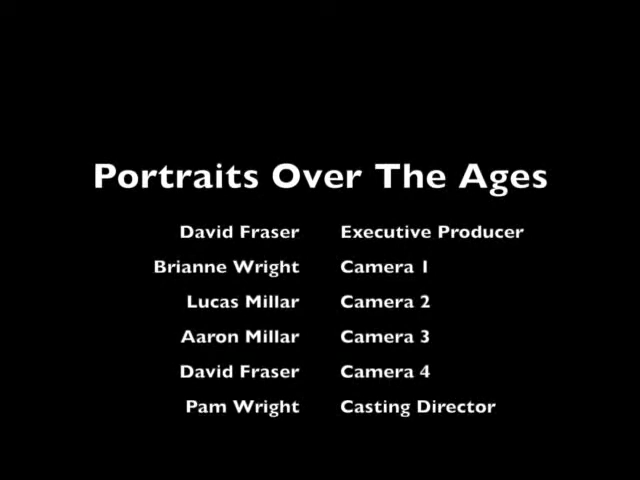 Portraits Over The Ages
David Fraser Executive Producer
Brianne Wright Camera 1
Lucas Millar Camera 2
Aaron Millar Camera 3
David Fraser Camera 4
Pam Wright Casting Director